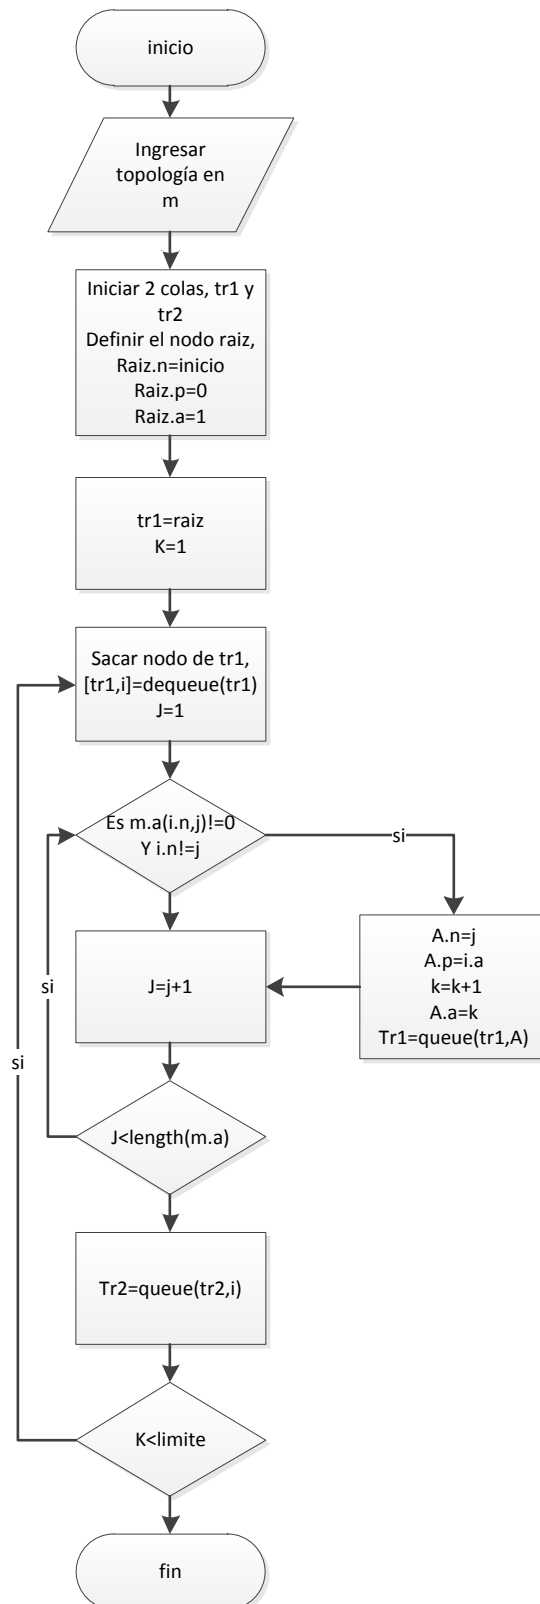 inicio
Ingresar
topología en
m
Iniciar 2 colas, tr1 y
tr2
Definir el nodo raiz,
Raiz.n=inicio
Raiz.p=0
Raiz.a=1
tr1=raiz
K=1
Sacar nodo de tr1,
[tr1,i]=dequeue(tr1)
J=1
Es m.a(i.n,j)!=0
Y i.n!=j
si
A.n=j
A.p=i.a
k=k+1
A.a=k
Tr1=queue(tr1,A)
J=j+1
si
si
J<length(m.a)
Tr2=queue(tr2,i)
K<limite
fin